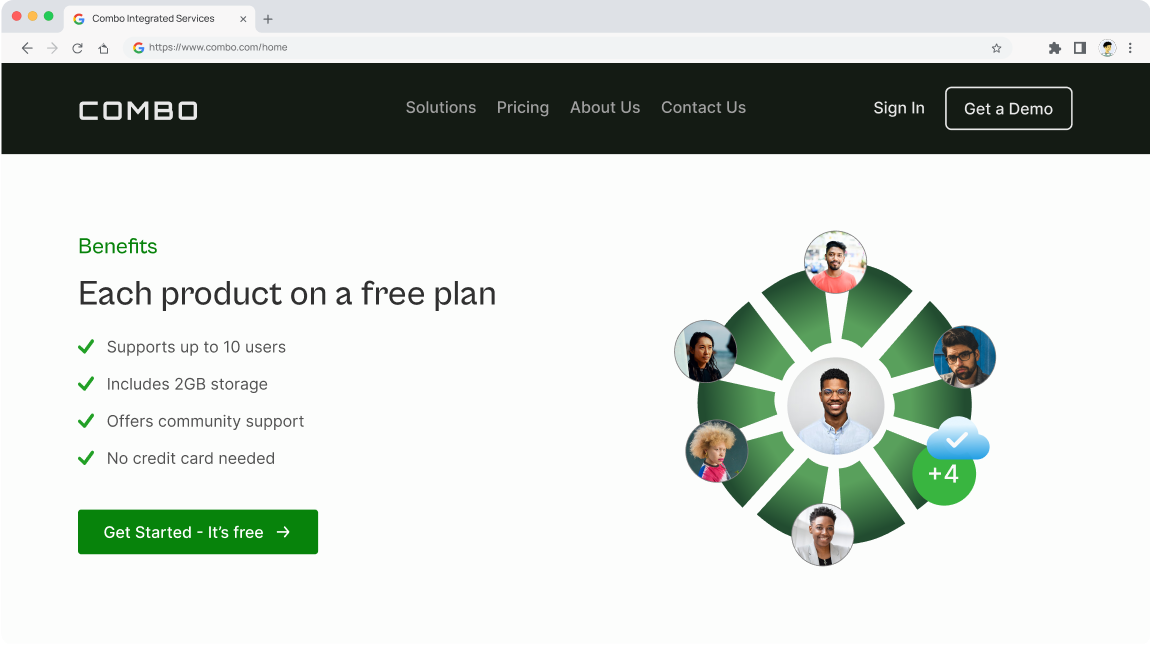 Combo Integrated Services
https://www.combo.com/home
COMBO
Solutions
Pricing
About Us
Contact Us
Sign In
Get a Demo
Benefits
Each product on a free plan
Supports up to 10 users
Includes 2GB storage
Offers community support
No credit card needed
Get Started - It’s free
+4